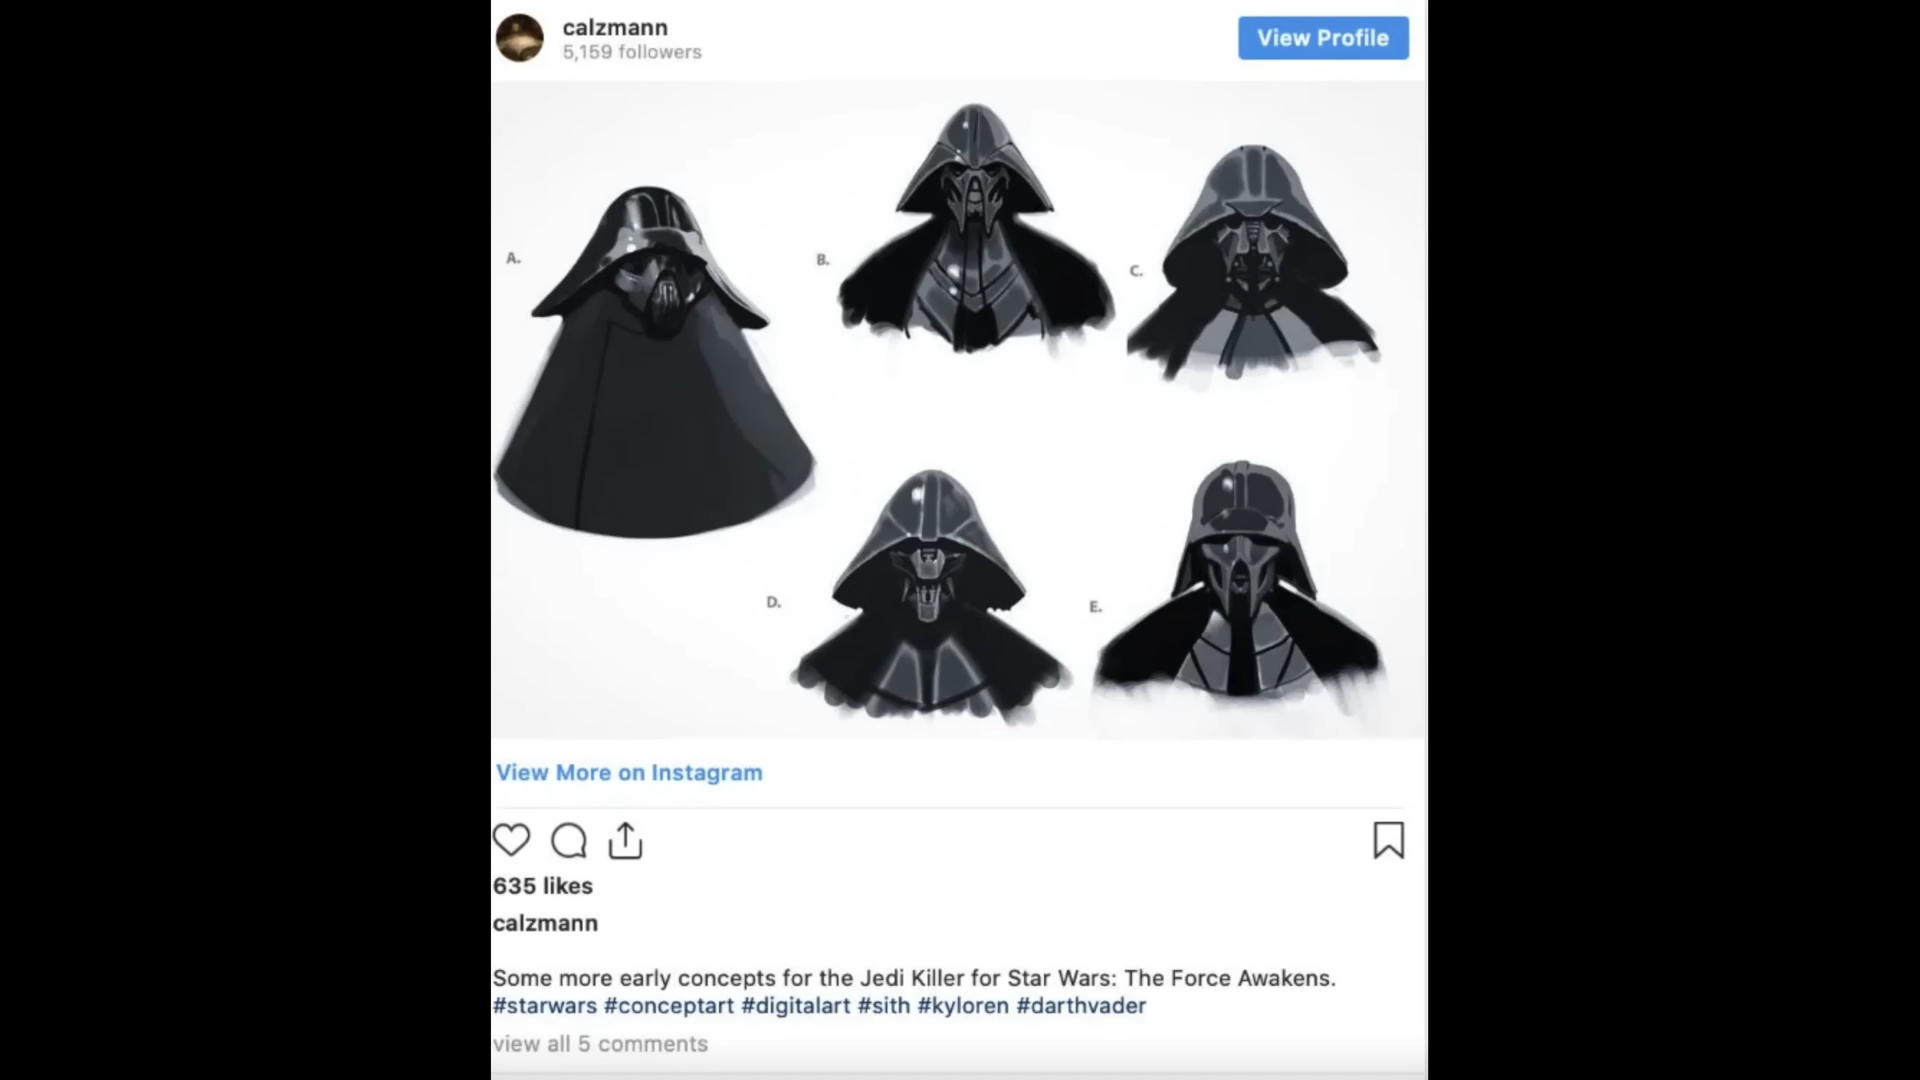 calzmann
5,159 followers
View Profile
A.
B.
C.
D.
E.
View More on Instagram
635 likes
calzmann
Some more early concepts for the Jedi Killer for Star Wars: The Force Awakens.
#starwars #conceptart #digitalart #sith #kyloren #darthvader
view all 5 comments